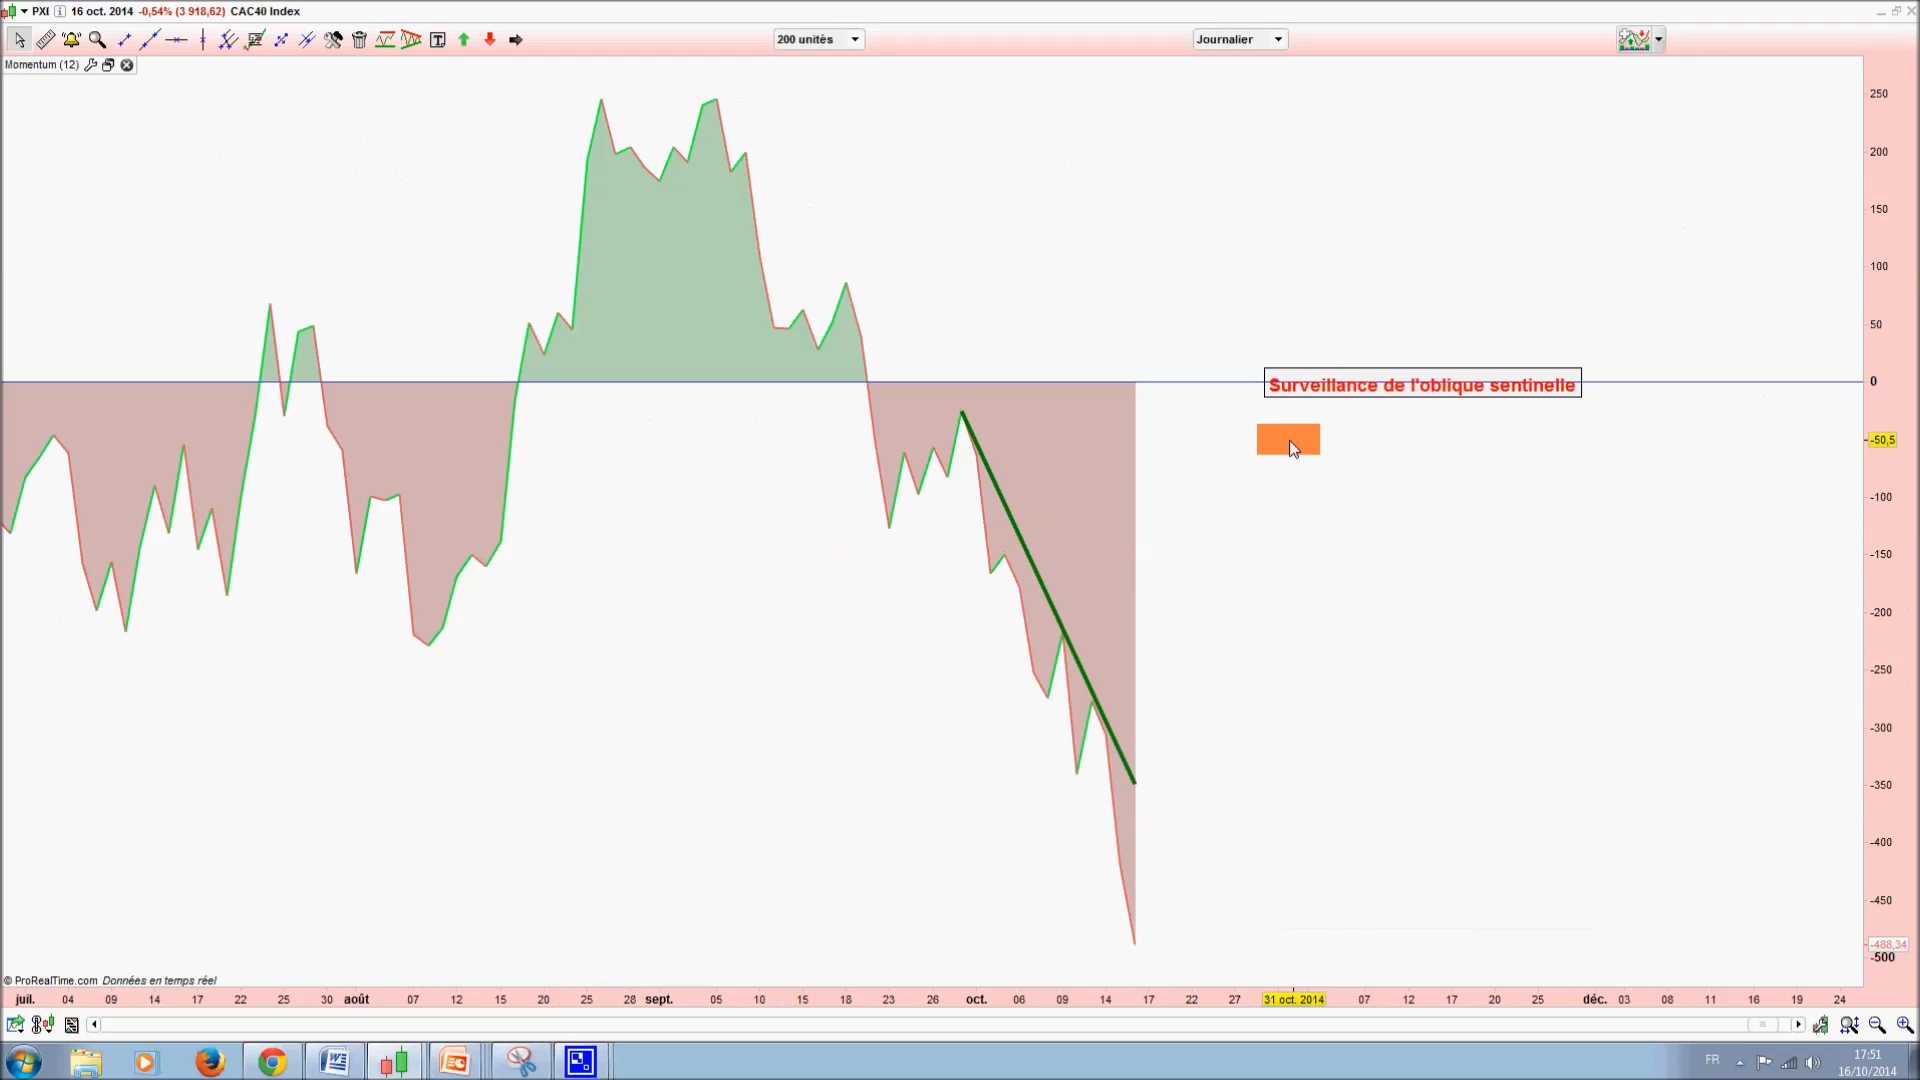 PXI 16 oct. 2014 -0,54% (3 918,62) CAC40 Index
200 unités Journalier
Momentum (12)
250
200
150
100
50
0
Surveillance de l'oblique sentinelle
-50,5
-100
-150
-200
-250
-300
-350
-400
-450
-488,34
-500
© ProRealTime.com Données en temps réel
juil. 04 09 14 17 22 25 30 août 07 12 15 20 25 28 sept. 05 10 15 18 23 26 oct. 06 09 14 17 22 27 31 oct. 2014 07 12 17 20 25 déc. 03 08 11 16 19 24
FR 17:51
16/10/2014